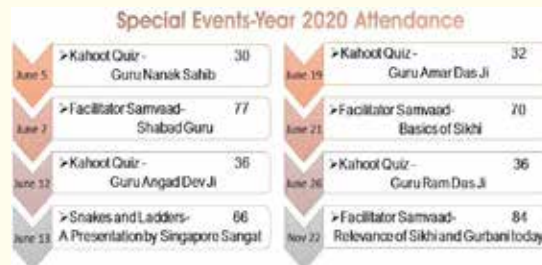 Special Events-Year 2020 Attendance
June 5
➢Kahoot Quiz - 30
Guru Nanak Sahib
June 7
➢Facilitator Samvaad- 77
Shabad Guru
June 12
➢Kahoot Quiz - 36
Guru Angad Dev Ji
June 13
➢Snakes and Ladders- 66
A Presentation by Singapore Sangat
June 19
➢Kahoot Quiz - 32
Guru Amar Das Ji
June 21
➢Facilitator Samvaad- 70
Basics of Sikhi
June 26
➢Kahoot Quiz - 36
Guru Ram Das Ji
Nov 22
➢Facilitator Samvaad- 84
Relevance of Sikhi and Gurbani today